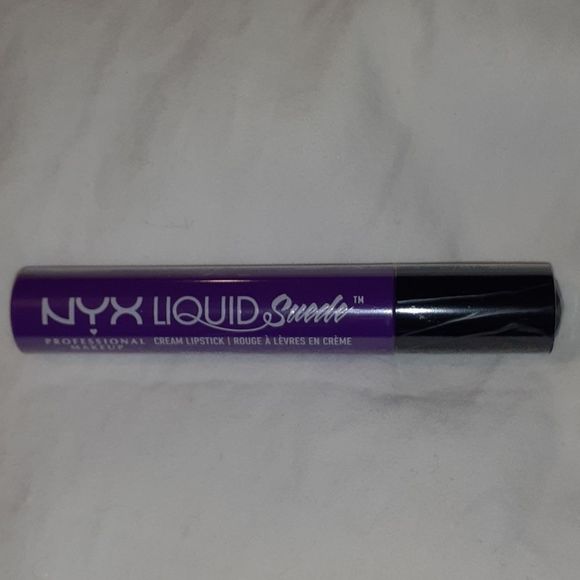 NYX LIQUID Suede™
PROFESSIONAL MAKEUP CREAM LIPSTICK | ROUGE À LÈVRES EN CRÈME